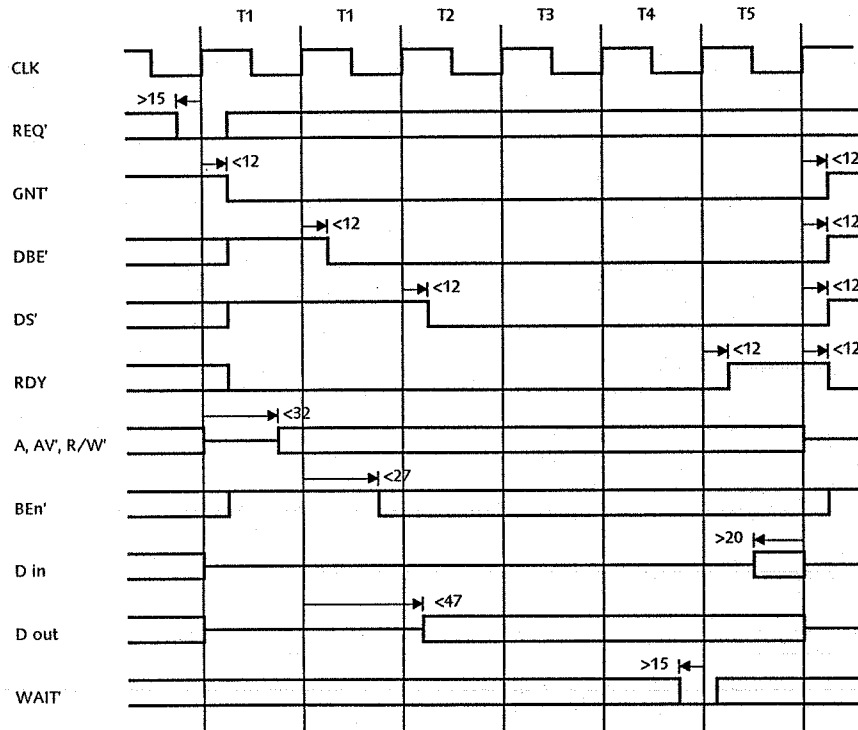 T1 T1 T2 T3 T4 T5
CLK
>15
REQ'
<12 <12
GNT'
<12 <12
DBE'
<12 <12
DS'
<12 <12
RDY
<32
A, AV', R/W'
<27
BEn'
>20
D in
<47
D out
>15
WAIT'